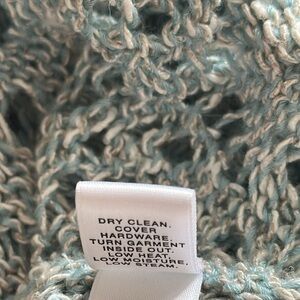 DRY CLEAN.
COVER
HARDWARE.
TURN GARMENT
INSIDE OUT.
LOW HEAT.
LOW MOISTURE,
LOW STEAM.